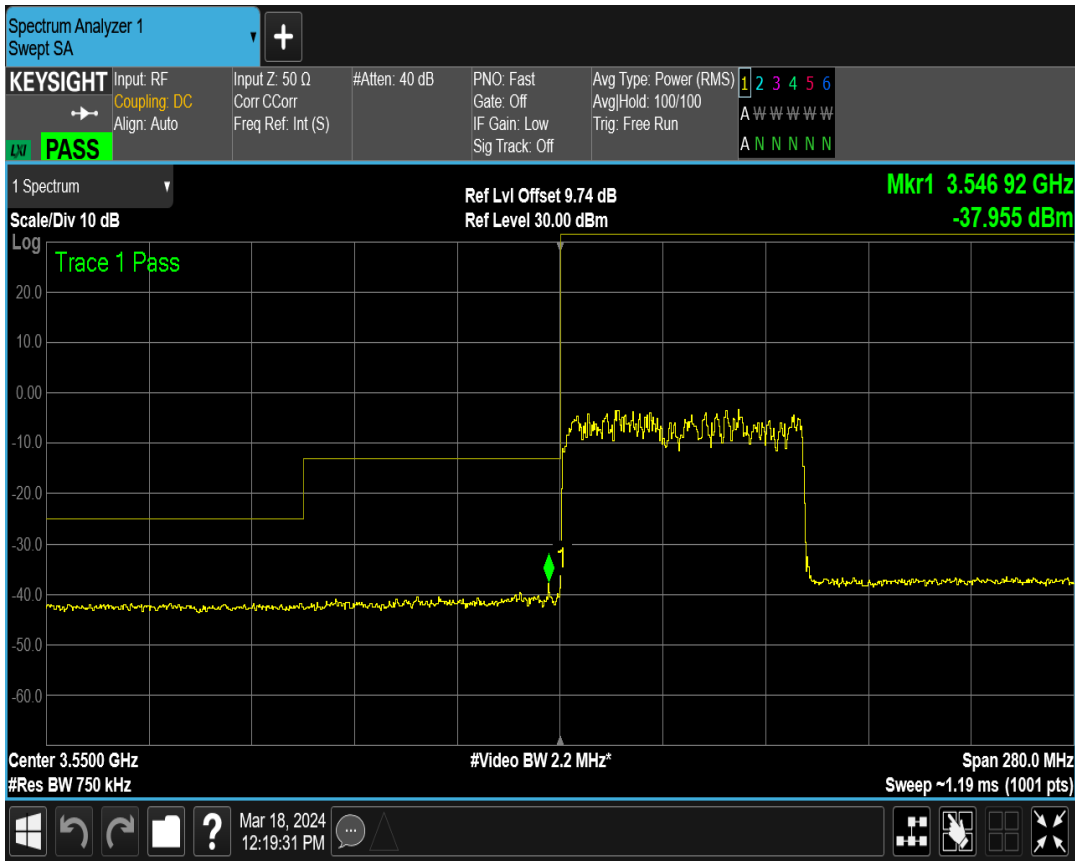 Spectrum Analyzer 1
Swept SA
+
KEYSIGHT
LXI
PASS
Input: RF
Coupling: DC
Align: Auto
Input Z: 50 Ω
Corr CCorr
Freq Ref: Int (S)
#Atten: 40 dB
PNO: Fast
Gate: Off
IF Gain: Low
Sig Track: Off
Avg Type: Power (RMS)
Avg|Hold: 100/100
Trig: Free Run
1 2 3 4 5 6
A W W W W W
A N N N N N
1 Spectrum
Scale/Div 10 dB
Ref Lvl Offset 9.74 dB
Ref Level 30.00 dBm
Mkr1 3.546 92 GHz
-37.955 dBm
Log
Trace 1 Pass
20.0
10.0
0.00
-10.0
-20.0
-30.0
1
-40.0
-50.0
-60.0
Center 3.5500 GHz
#Res BW 750 kHz
#Video BW 2.2 MHz*
Span 280.0 MHz
Sweep ~1.19 ms (1001 pts)
?
Mar 18, 2024
12:19:31 PM